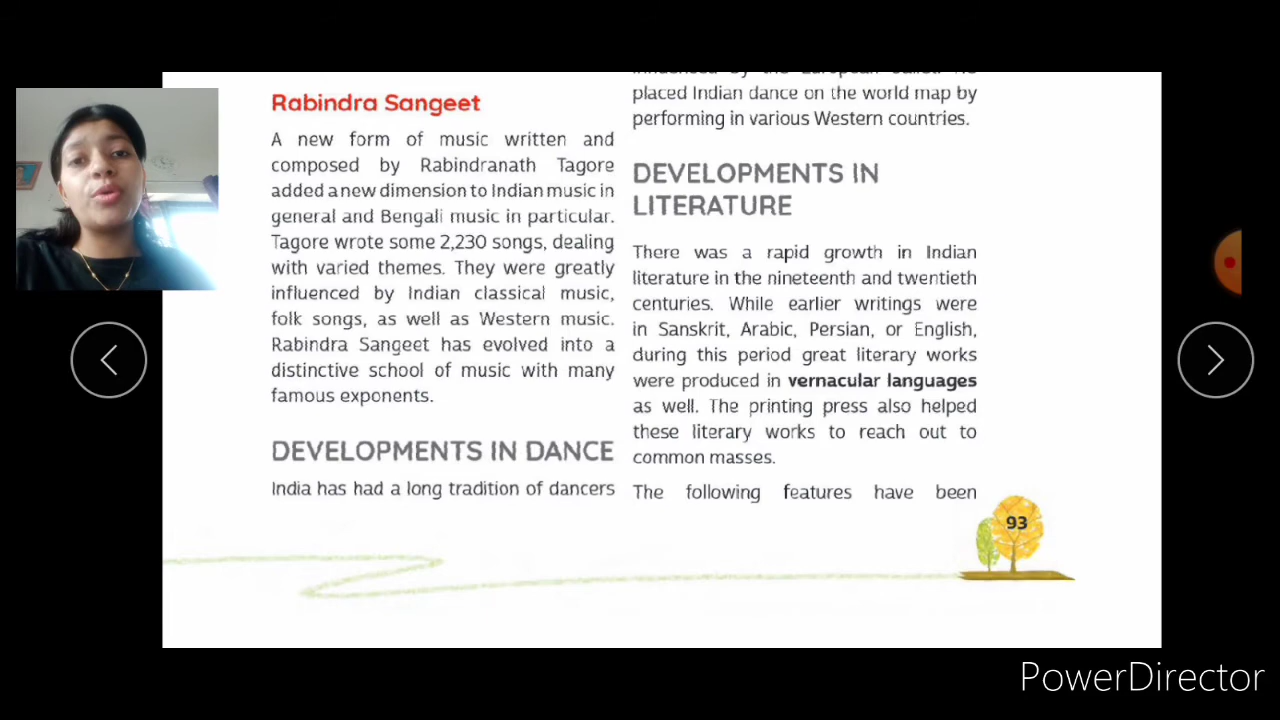 Rabindra Sangeet
A new form of music written and
composed by Rabindranath Tagore
added a new dimension to Indian music in
general and Bengali music in particular.
Tagore wrote some 2,230 songs, dealing
with varied themes. They were greatly
influenced by Indian classical music,
folk songs, as well as Western music.
Rabindra Sangeet has evolved into a
distinctive school of music with many
famous exponents.
DEVELOPMENTS IN DANCE
India has had a long tradition of dancers
placed Indian dance on the world map by
performing in various Western countries.
DEVELOPMENTS IN
LITERATURE
There was a rapid growth in Indian
literature in the nineteenth and twentieth
centuries. While earlier writings were
in Sanskrit, Arabic, Persian, or English,
during this period great literary works
were produced in vernacular languages
as well. The printing press also helped
these literary works to reach out to
common masses.
The following features have been
93
PowerDirector